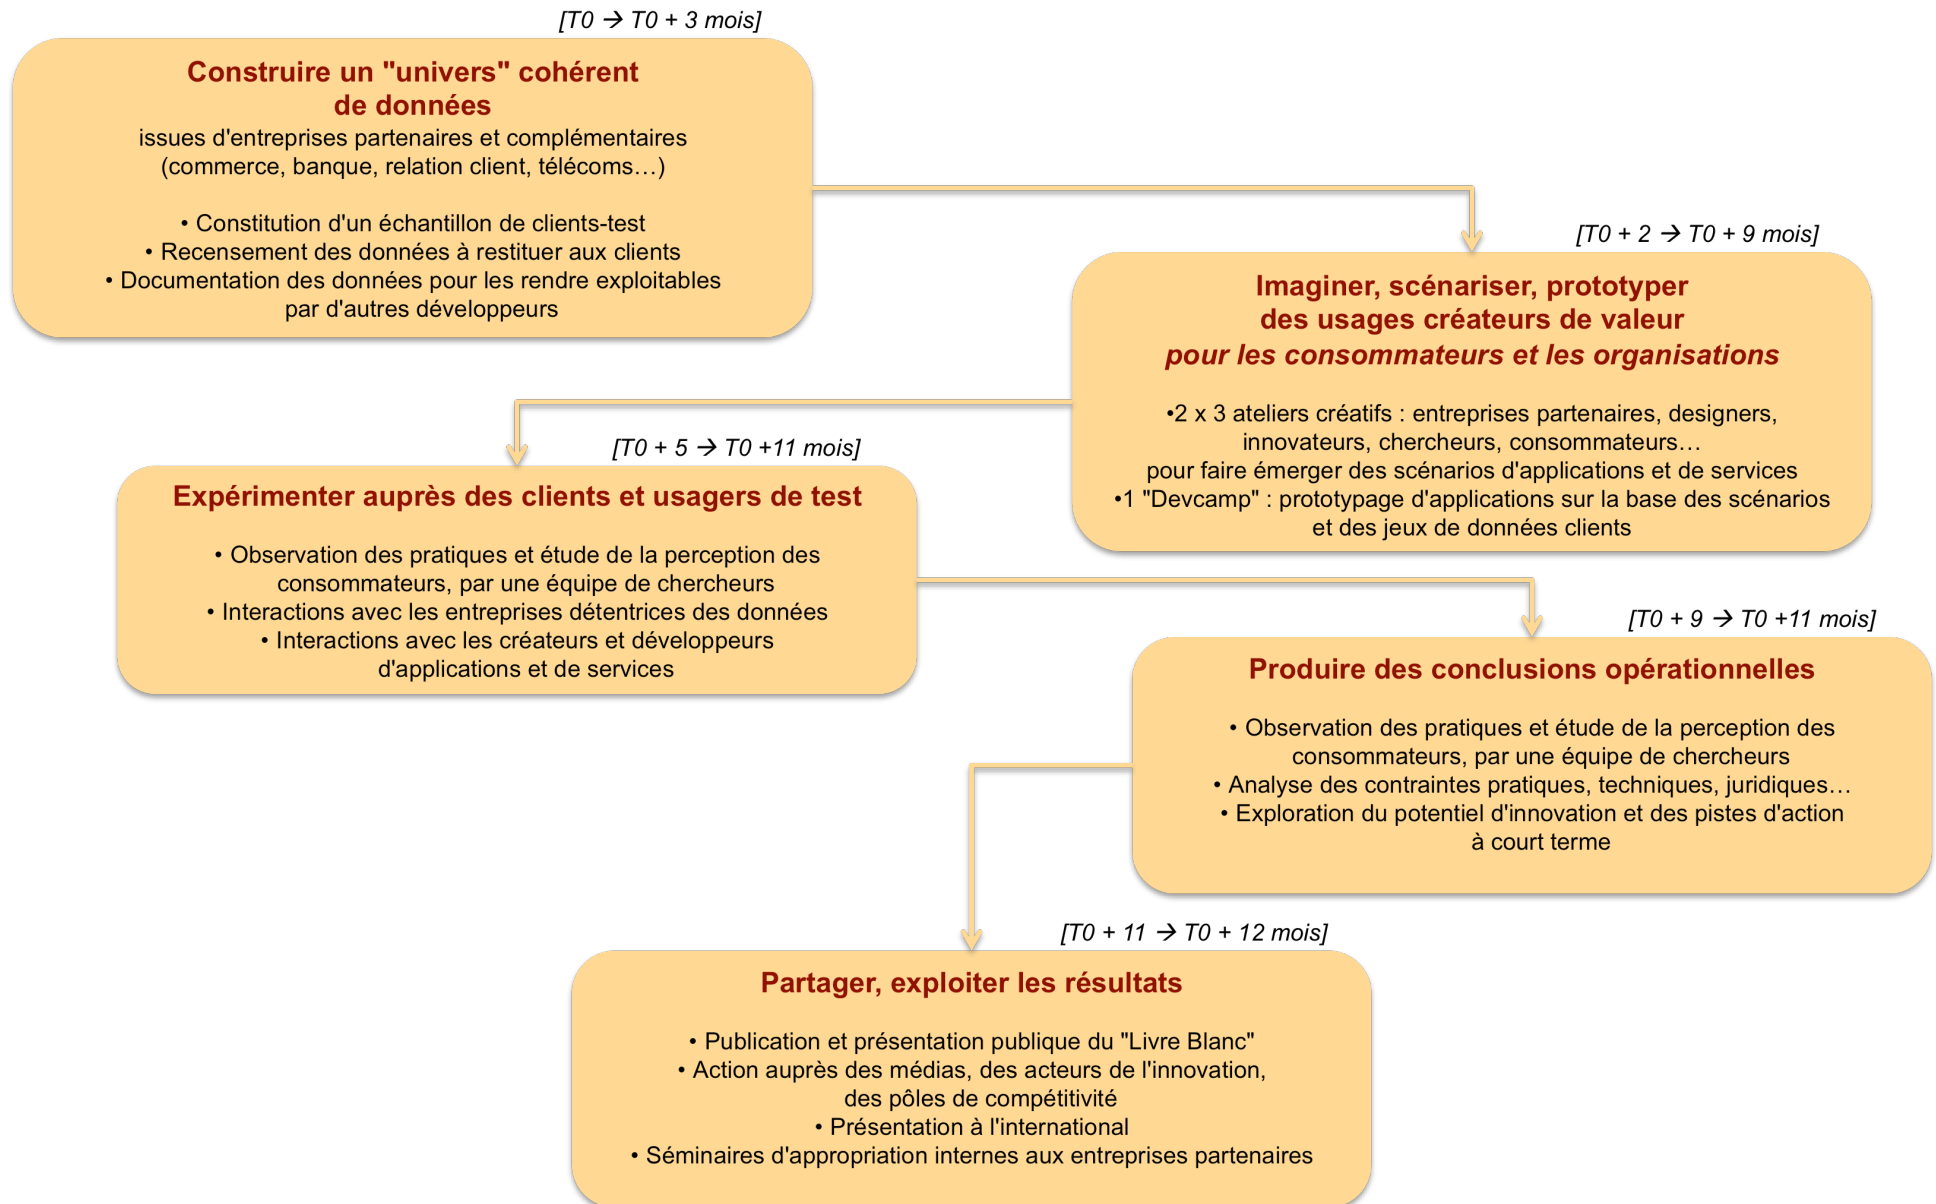 [T0 → T0 + 3 mois]
Construire un "univers" cohérent
de données
issues d'entreprises partenaires et complémentaires
(commerce, banque, relation client, télécoms…)
• Constitution d'un échantillon de clients-test
• Recensement des données à restituer aux clients
• Documentation des données pour les rendre exploitables
par d'autres développeurs
[T0 + 2 → T0 + 9 mois]
Imaginer, scénariser, prototyper
des usages créateurs de valeur
pour les consommateurs et les organisations
•2 x 3 ateliers créatifs : entreprises partenaires, designers,
innovateurs, chercheurs, consommateurs…
pour faire émerger des scénarios d'applications et de services
•1 "Devcamp" : prototypage d'applications sur la base des scénarios
et des jeux de données clients
[T0 + 5 → T0 +11 mois]
Expérimenter auprès des clients et usagers de test
• Observation des pratiques et étude de la perception des
consommateurs, par une équipe de chercheurs
• Interactions avec les entreprises détentrices des données
• Interactions avec les créateurs et développeurs
d'applications et de services
[T0 + 9 → T0 +11 mois]
Produire des conclusions opérationnelles
• Observation des pratiques et étude de la perception des
consommateurs, par une équipe de chercheurs
• Analyse des contraintes pratiques, techniques, juridiques…
• Exploration du potentiel d'innovation et des pistes d'action
à court terme
[T0 + 11 → T0 + 12 mois]
Partager, exploiter les résultats
• Publication et présentation publique du "Livre Blanc"
• Action auprès des médias, des acteurs de l'innovation,
des pôles de compétitivité
• Présentation à l'international
• Séminaires d'appropriation internes aux entreprises partenaires